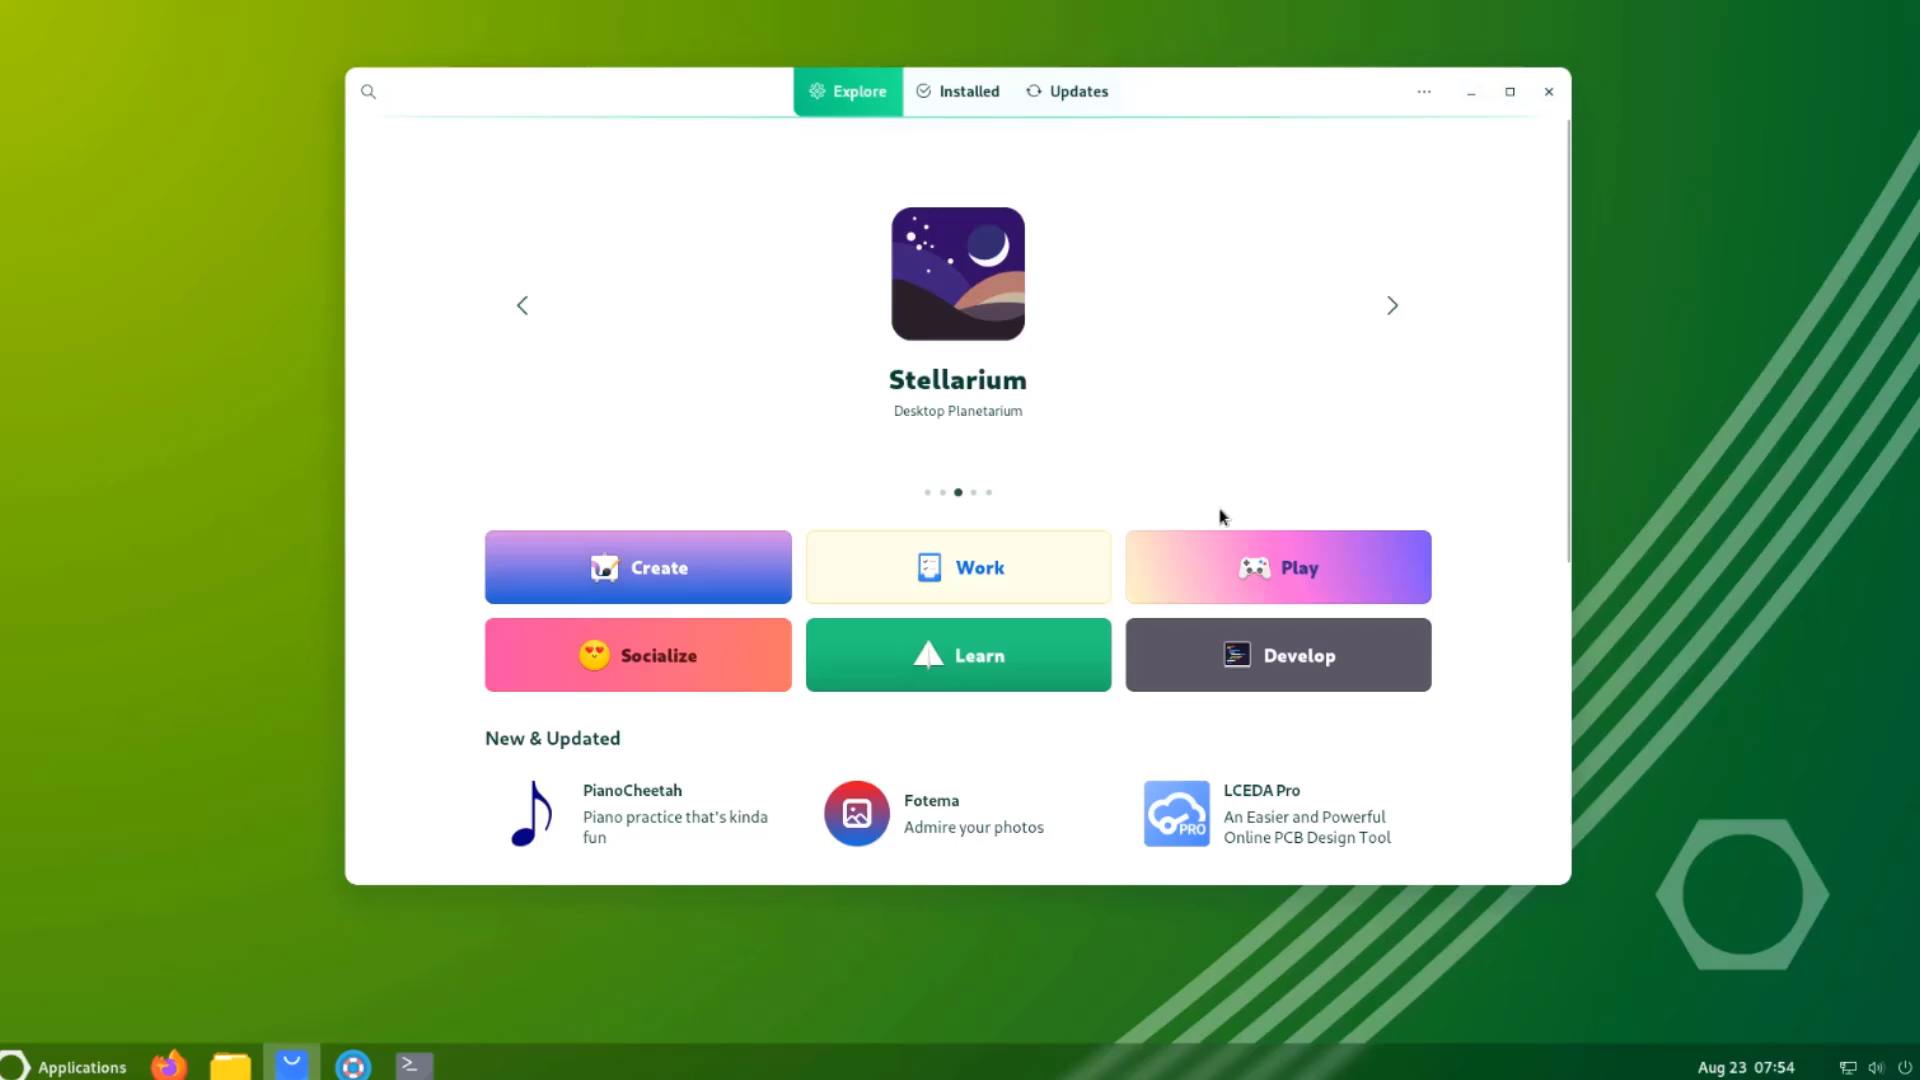 Explore
Installed
Updates
Stellarium
Desktop Planetarium
Create
Work
Play
Socialize
Learn
Develop
New & Updated
PianoCheetah
Piano practice that's kinda
fun
Fotema
Admire your photos
PRO
LCEDA Pro
An Easier and Powerful
Online PCB Design Tool
Applications
Aug 23 07:54